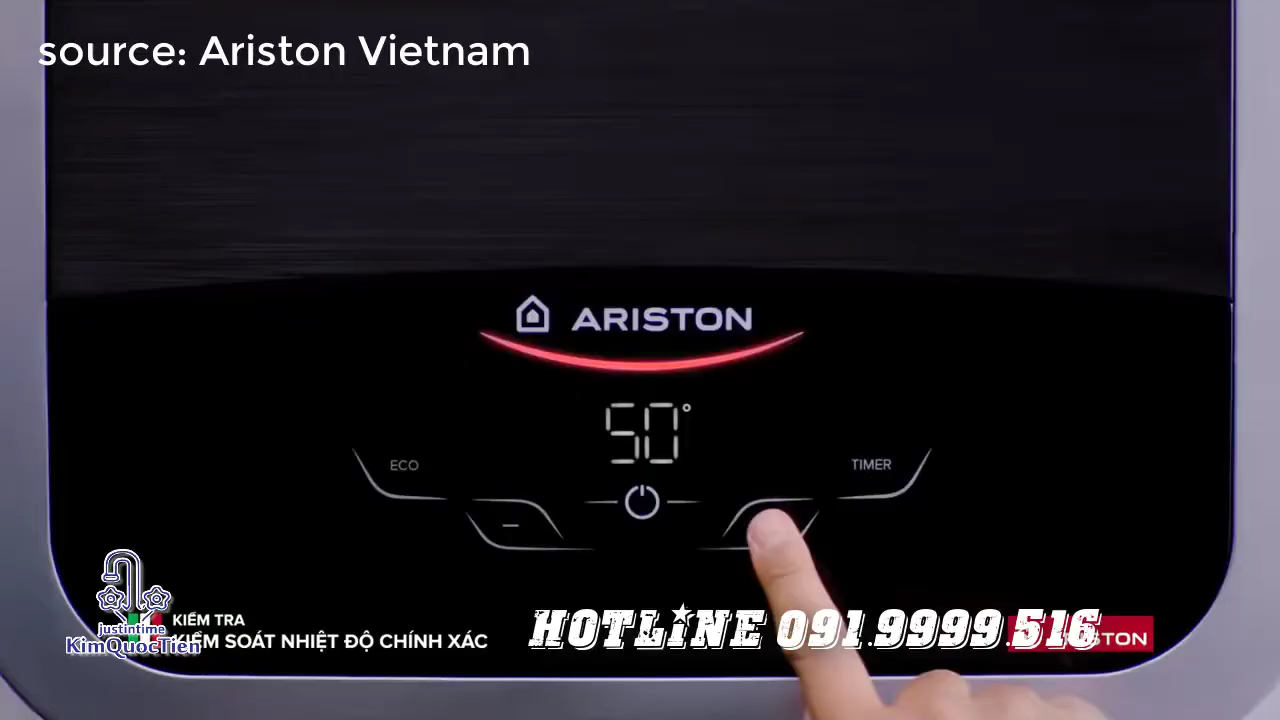 source: Ariston Vietnam
ARISTON
50°
ECO
TIMER
−
KIỂM TRA
KIỂM SOÁT NHIỆT ĐỘ CHÍNH XÁC
justintime
KimQuocTien
HOTLINE 091.9999.516
ARISTON